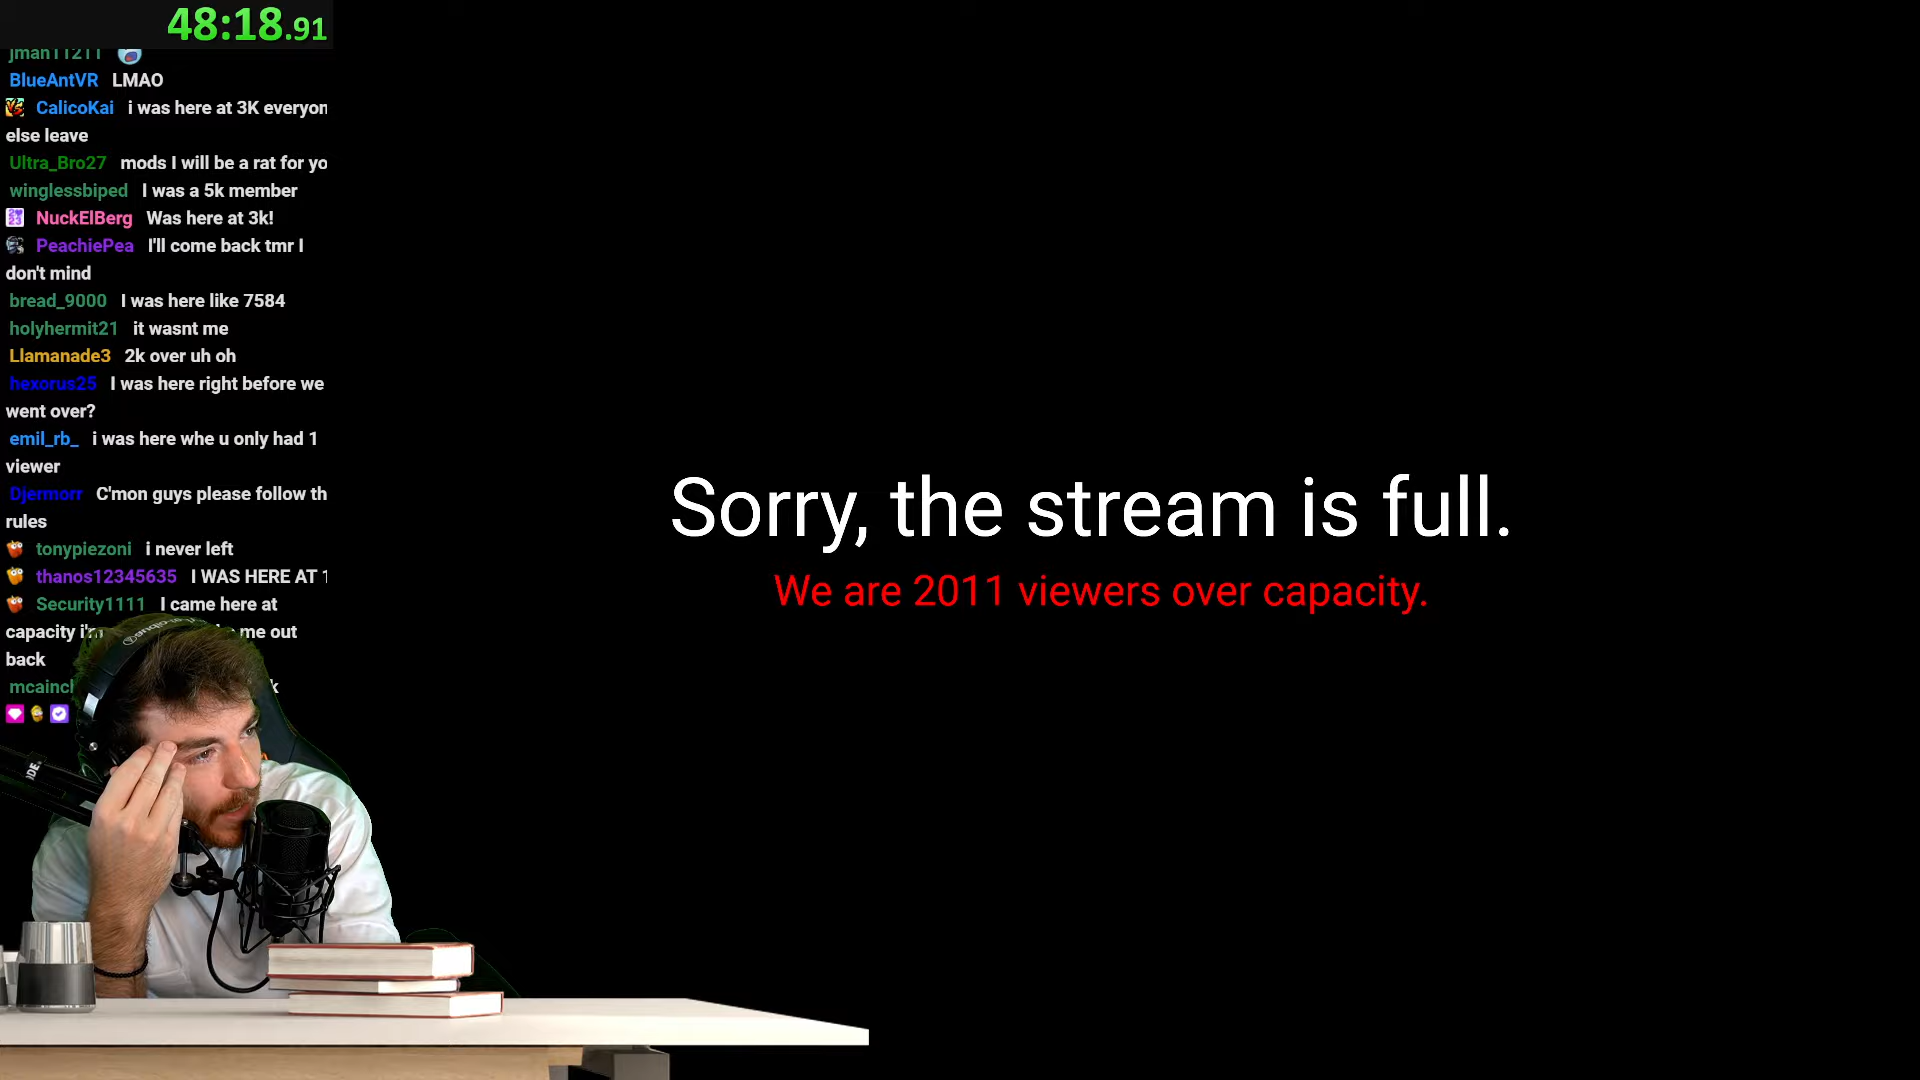 48:18.91
jman11211
BlueAntVR LMAO
CalicoKai i was here at 3K everyon
else leave
Ultra_Bro27 mods I will be a rat for yo
winglessbiped I was a 5k member
NuckElBerg Was here at 3k!
PeachiePea I'll come back tmr I
don't mind
bread_9000 I was here like 7584
holyhermit21 it wasnt me
Llamanade3 2k over uh oh
hexorus25 I was here right before we
went over?
emil_rb_ i was here whe u only had 1
viewer
Djermorr C'mon guys please follow th
rules
tonypiezoni i never left
thanos12345635 I WAS HERE AT 1
Security1111 I came here at
capacity me out
back
Sorry, the stream is full.
We are 2011 viewers over capacity.